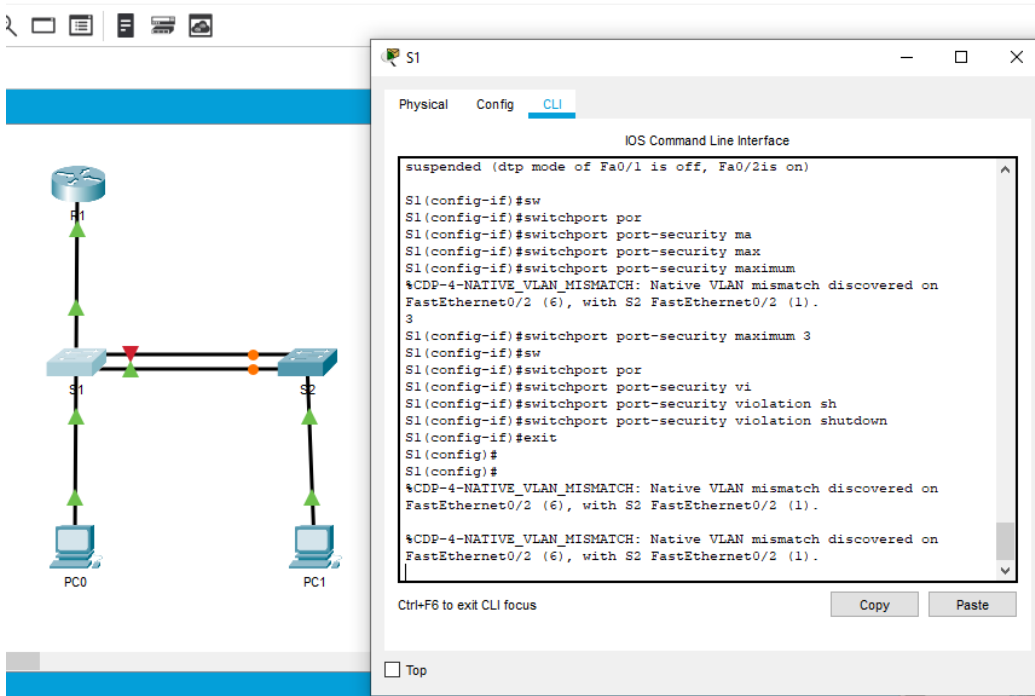 S1
Physical Config CLI
IOS Command Line Interface
suspended (dtp mode of Fa0/1 is off, Fa0/2is on)
S1(config-if)#sw
S1(config-if)#switchport por
S1(config-if)#switchport port-security ma
S1(config-if)#switchport port-security max
S1(config-if)#switchport port-security maximum
%CDP-4-NATIVE_VLAN_MISMATCH: Native VLAN mismatch discovered on
FastEthernet0/2 (6), with S2 FastEthernet0/2 (1).
3
S1(config-if)#switchport port-security maximum 3
S1(config-if)#sw
S1(config-if)#switchport por
S1(config-if)#switchport port-security vi
S1(config-if)#switchport port-security violation sh
S1(config-if)#switchport port-security violation shutdown
S1(config-if)#exit
S1(config)#
S1(config)#
%CDP-4-NATIVE_VLAN_MISMATCH: Native VLAN mismatch discovered on
FastEthernet0/2 (6), with S2 FastEthernet0/2 (1).
%CDP-4-NATIVE_VLAN_MISMATCH: Native VLAN mismatch discovered on
FastEthernet0/2 (6), with S2 FastEthernet0/2 (1).
Ctrl+F6 to exit CLI focus
Copy
Paste
Top
R1
S1
S2
PC0
PC1